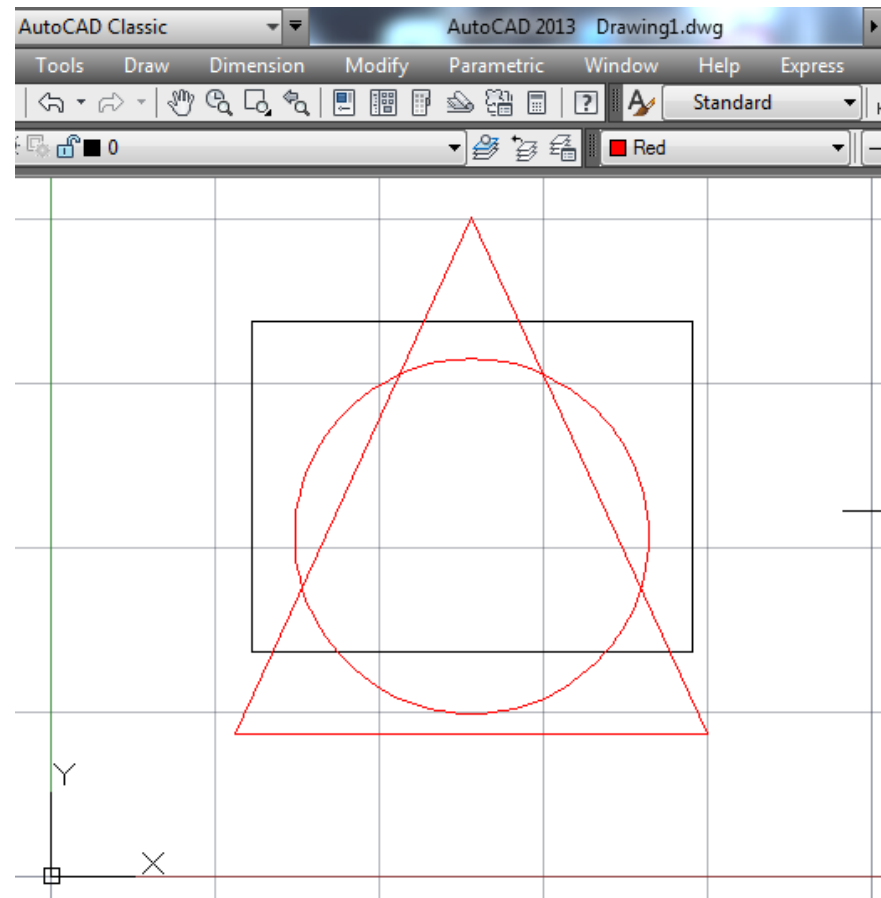 AutoCAD Classic AutoCAD 2013 Drawing1.dwg
Tools Draw Dimension Modify Parametric Window Help Express
? A Standard
0 Red
Y
X